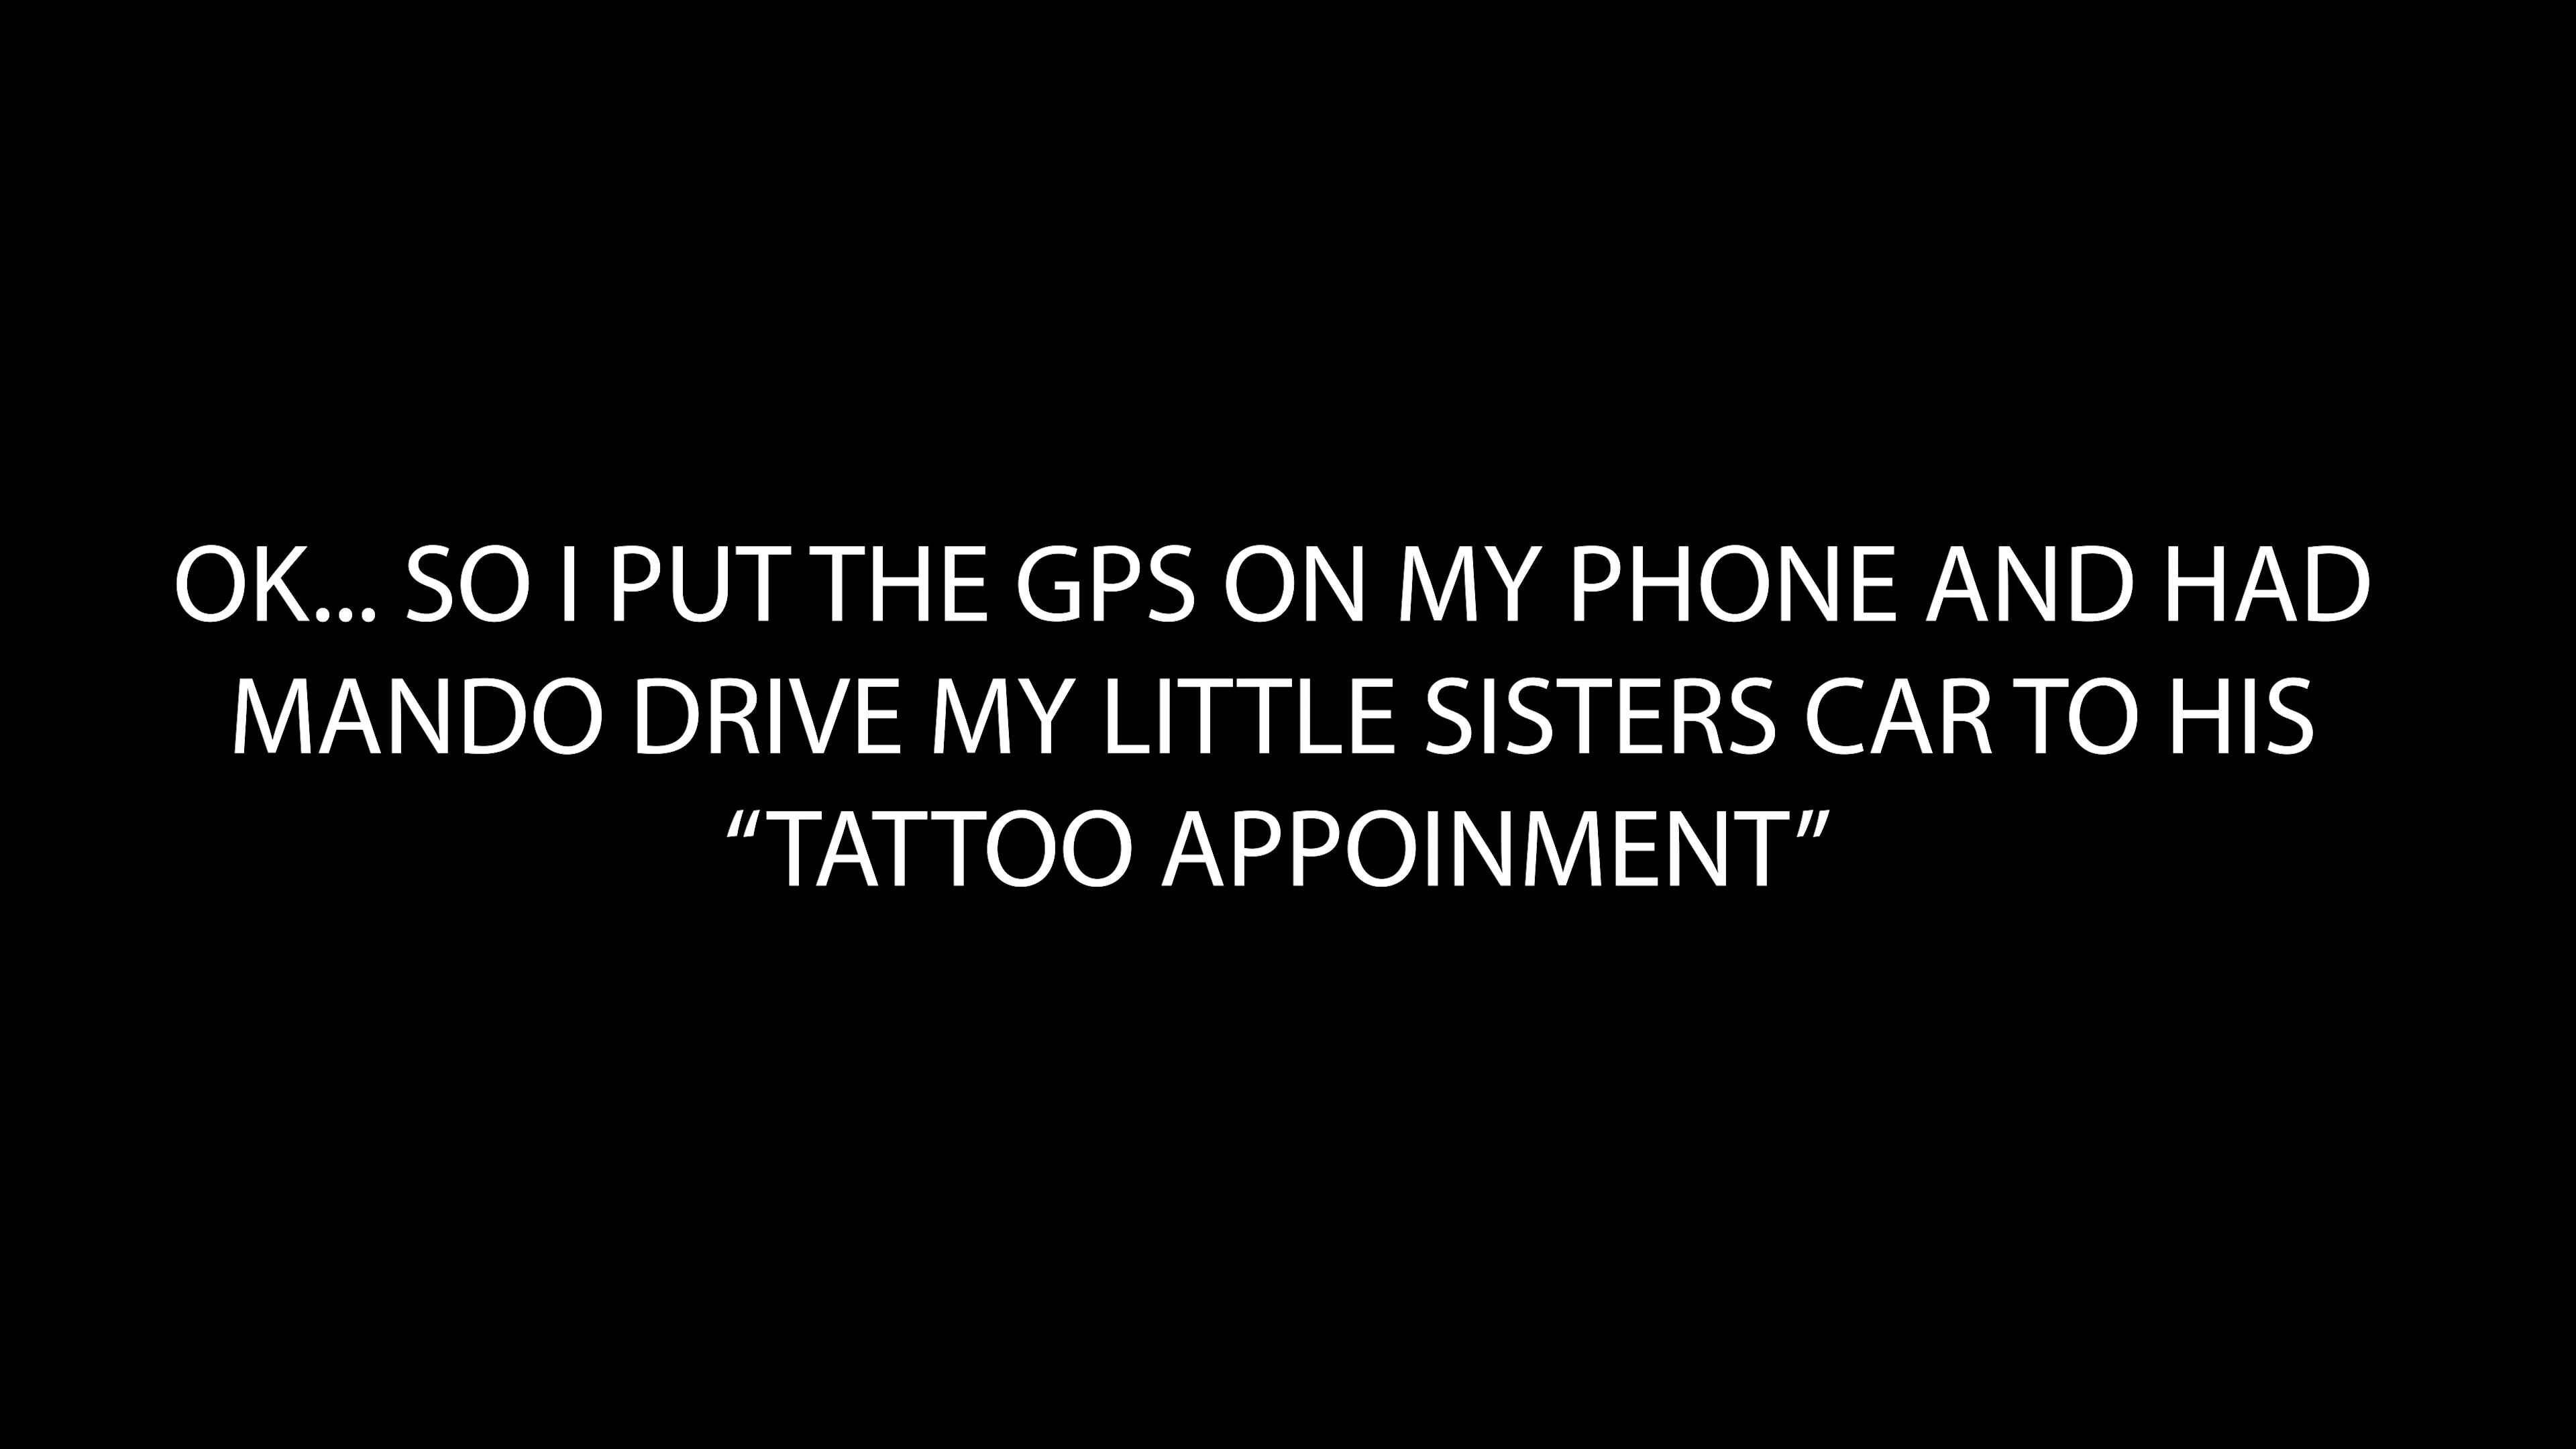 OK... SO I PUT THE GPS ON MY PHONE AND HAD
MANDO DRIVE MY LITTLE SISTERS CAR TO HIS
“TATTOO APPOINMENT”